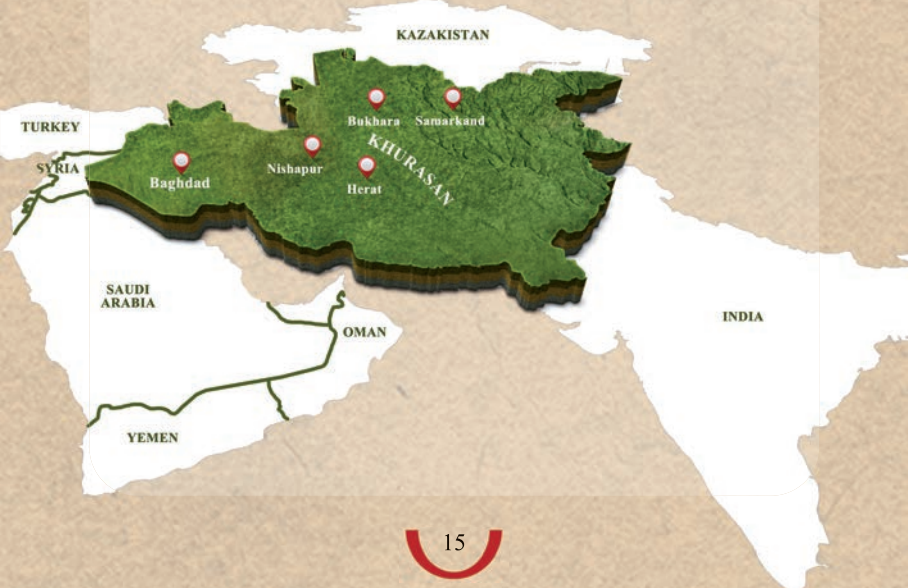 KAZAKISTAN
TURKEY
Bukhara
Samarkand
KHURASAN
SYRIA
Nishapur
Baghdad
Herat
SAUDI
ARABIA
OMAN
INDIA
YEMEN
15